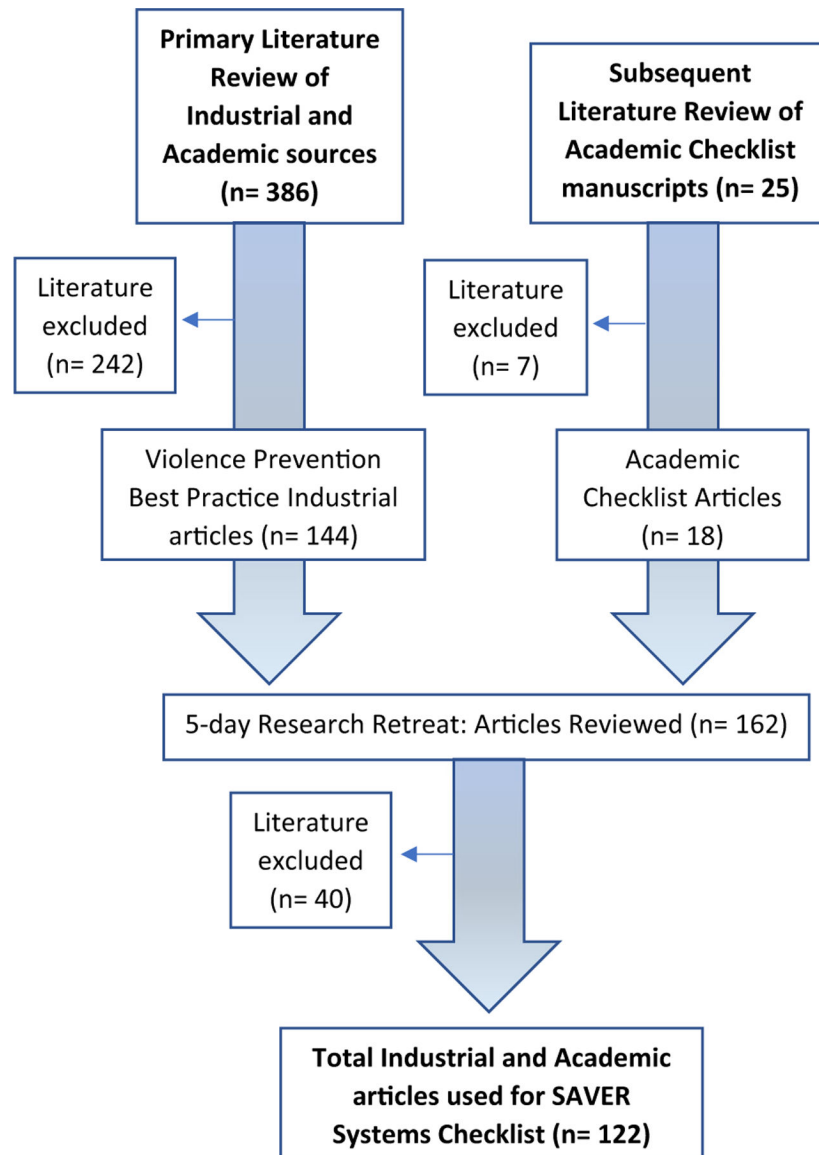 Primary Literature
Review of
Industrial and
Academic sources
(n= 386)
Subsequent
Literature Review of
Academic Checklist
manuscripts (n= 25)
Literature
excluded
(n= 242)
Literature
excluded
(n= 7)
Violence Prevention
Best Practice Industrial
articles (n= 144)
Academic
Checklist Articles
(n= 18)
5-day Research Retreat: Articles Reviewed (n= 162)
Literature
excluded
(n= 40)
Total Industrial and Academic
articles used for SAVER
Systems Checklist (n= 122)